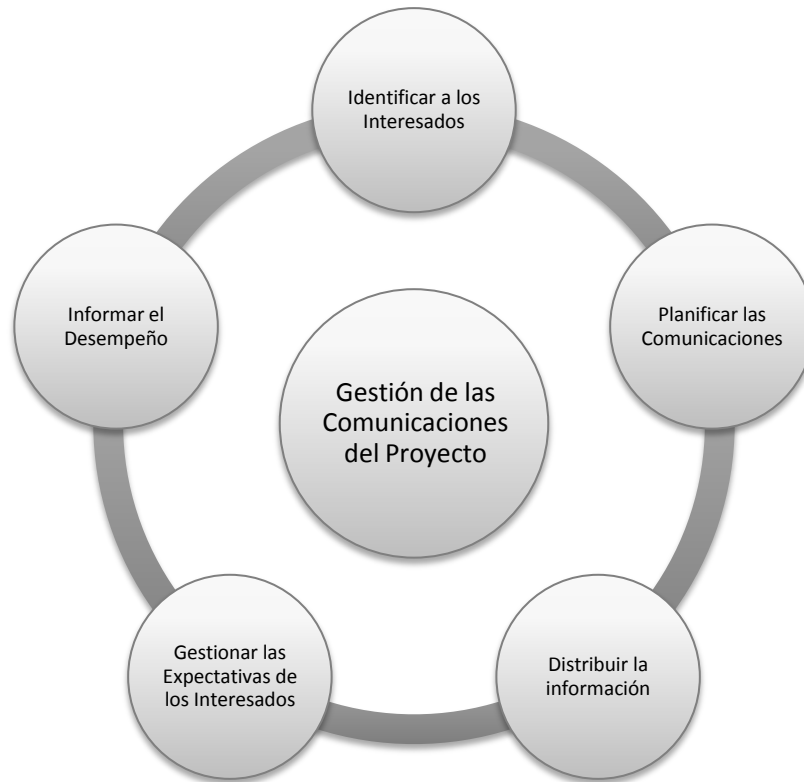 Identificar a los
Interesados
Planificar las
Comunicaciones
Distribuir la
información
Gestionar las
Expectativas de
los Interesados
Informar el
Desempeño
Gestión de las
Comunicaciones
del Proyecto